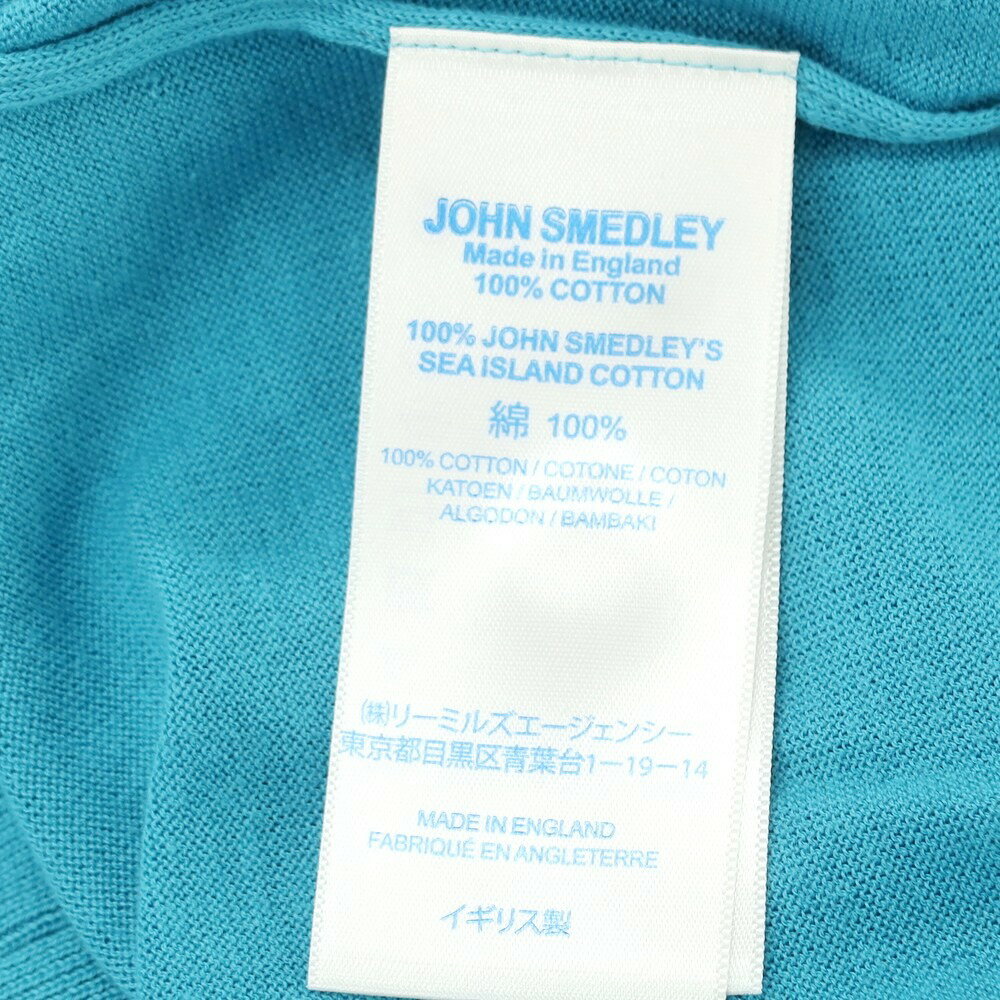 JOHN SMEDLEY
Made in England
100% COTTON
100% JOHN SMEDLEY'S
SEA ISLAND COTTON
綿 100%
100% COTTON / COTONE / COTON
KATOEN / BAUMWOLLE /
ALGODON / BAMBAKI
㈱リーミルズエージェンシー
東京都目黒区青葉台1-19-14
MADE IN ENGLAND
FABRIQUÉ EN ANGLETERRE
イギリス製